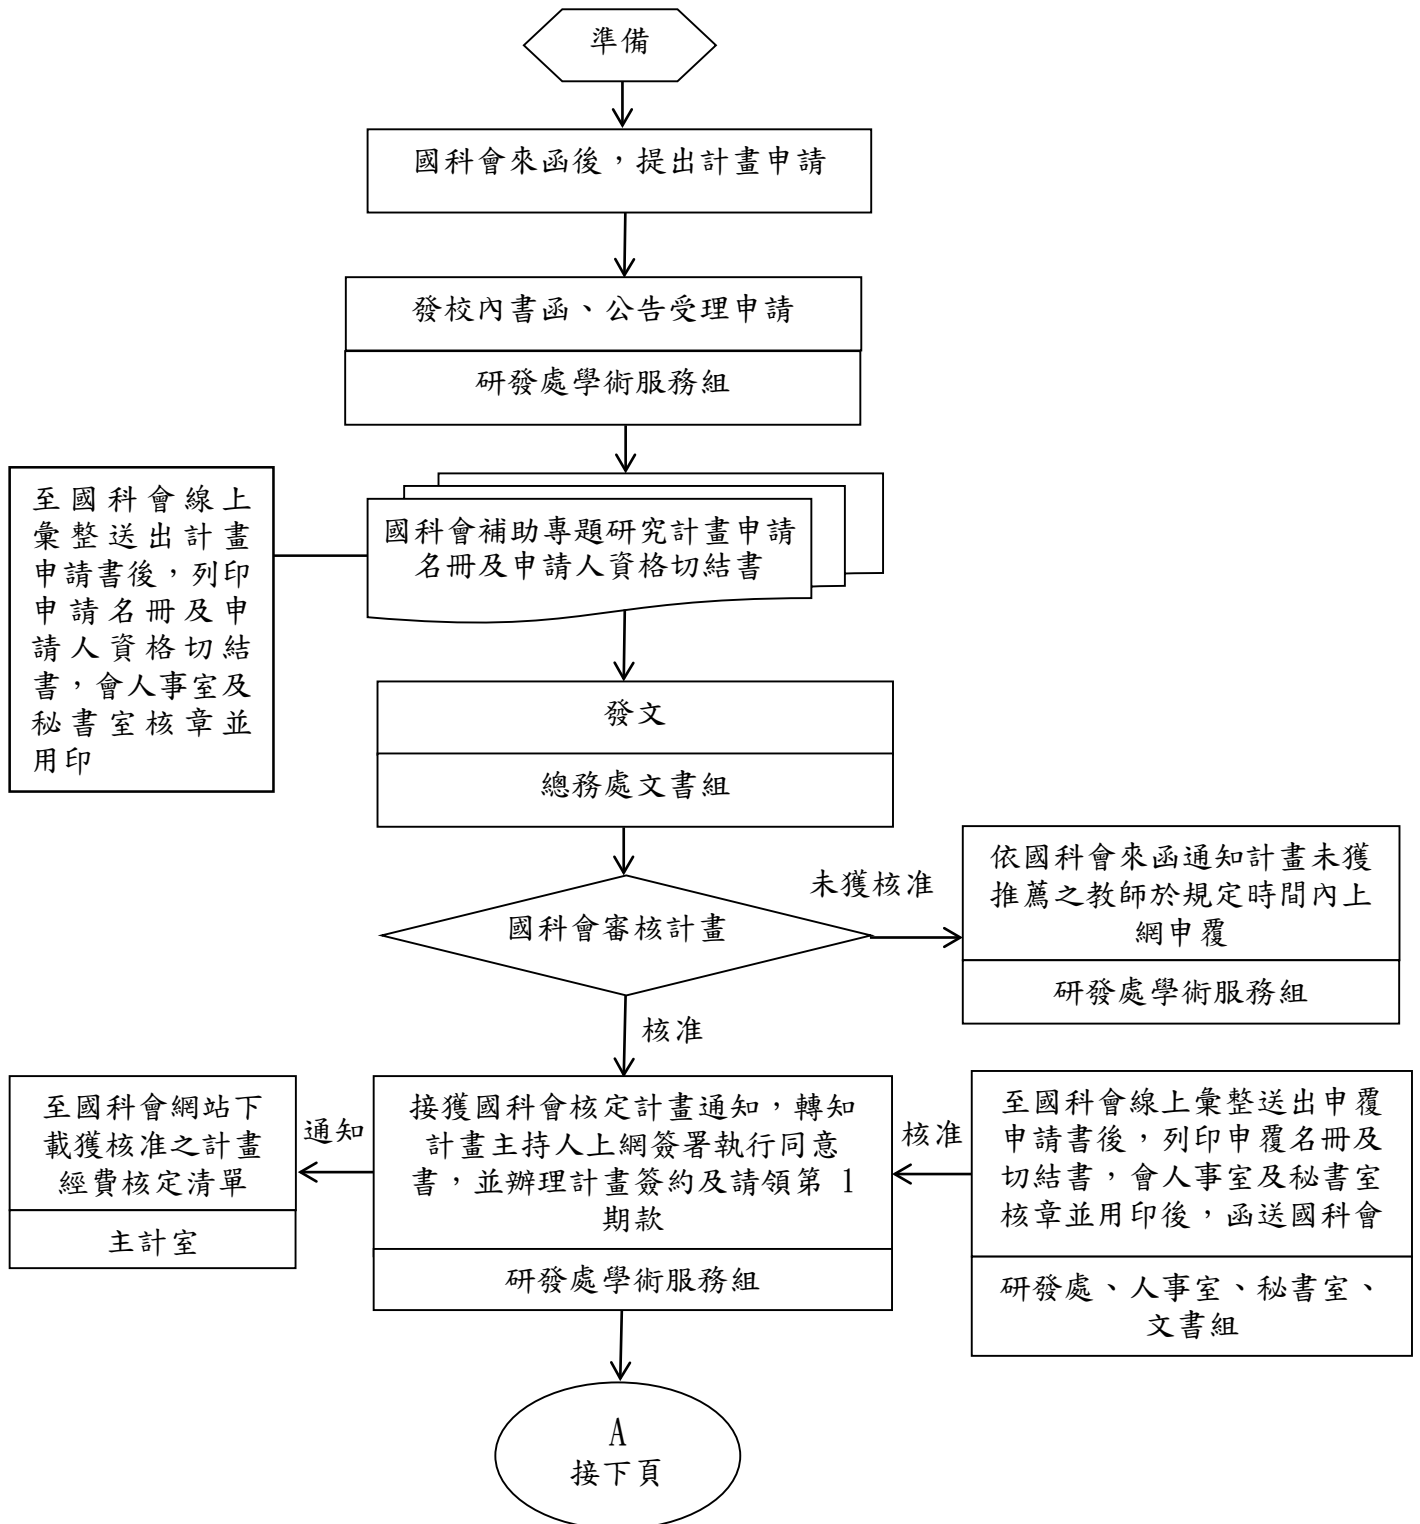 準備
國科會來函後，提出計畫申請
發校內書函、公告受理申請
研發處學術服務組
至國科會線上
彙整送出計畫
申請書後，列印
申請名冊及申
請人資格切結
書，會人事室及
秘書室核章並
用印
國科會補助專題研究計畫申請
名冊及申請人資格切結書
發文
總務處文書組
國科會審核計畫
未獲核准
依國科會來函通知計畫未獲
推薦之教師於規定時間內上
網申覆
研發處學術服務組
核准
至國科會網站下
載獲核准之計畫
經費核定清單
主計室
通知
接獲國科會核定計畫通知，轉知
計畫主持人上網簽署執行同意
書，並辦理計畫簽約及請領第 1
期款
研發處學術服務組
核准
至國科會線上彙整送出申覆
申請書後，列印申覆名冊及
切結書，會人事室及秘書室
核章並用印後，函送國科會
研發處、人事室、秘書室、
文書組
A
接下頁